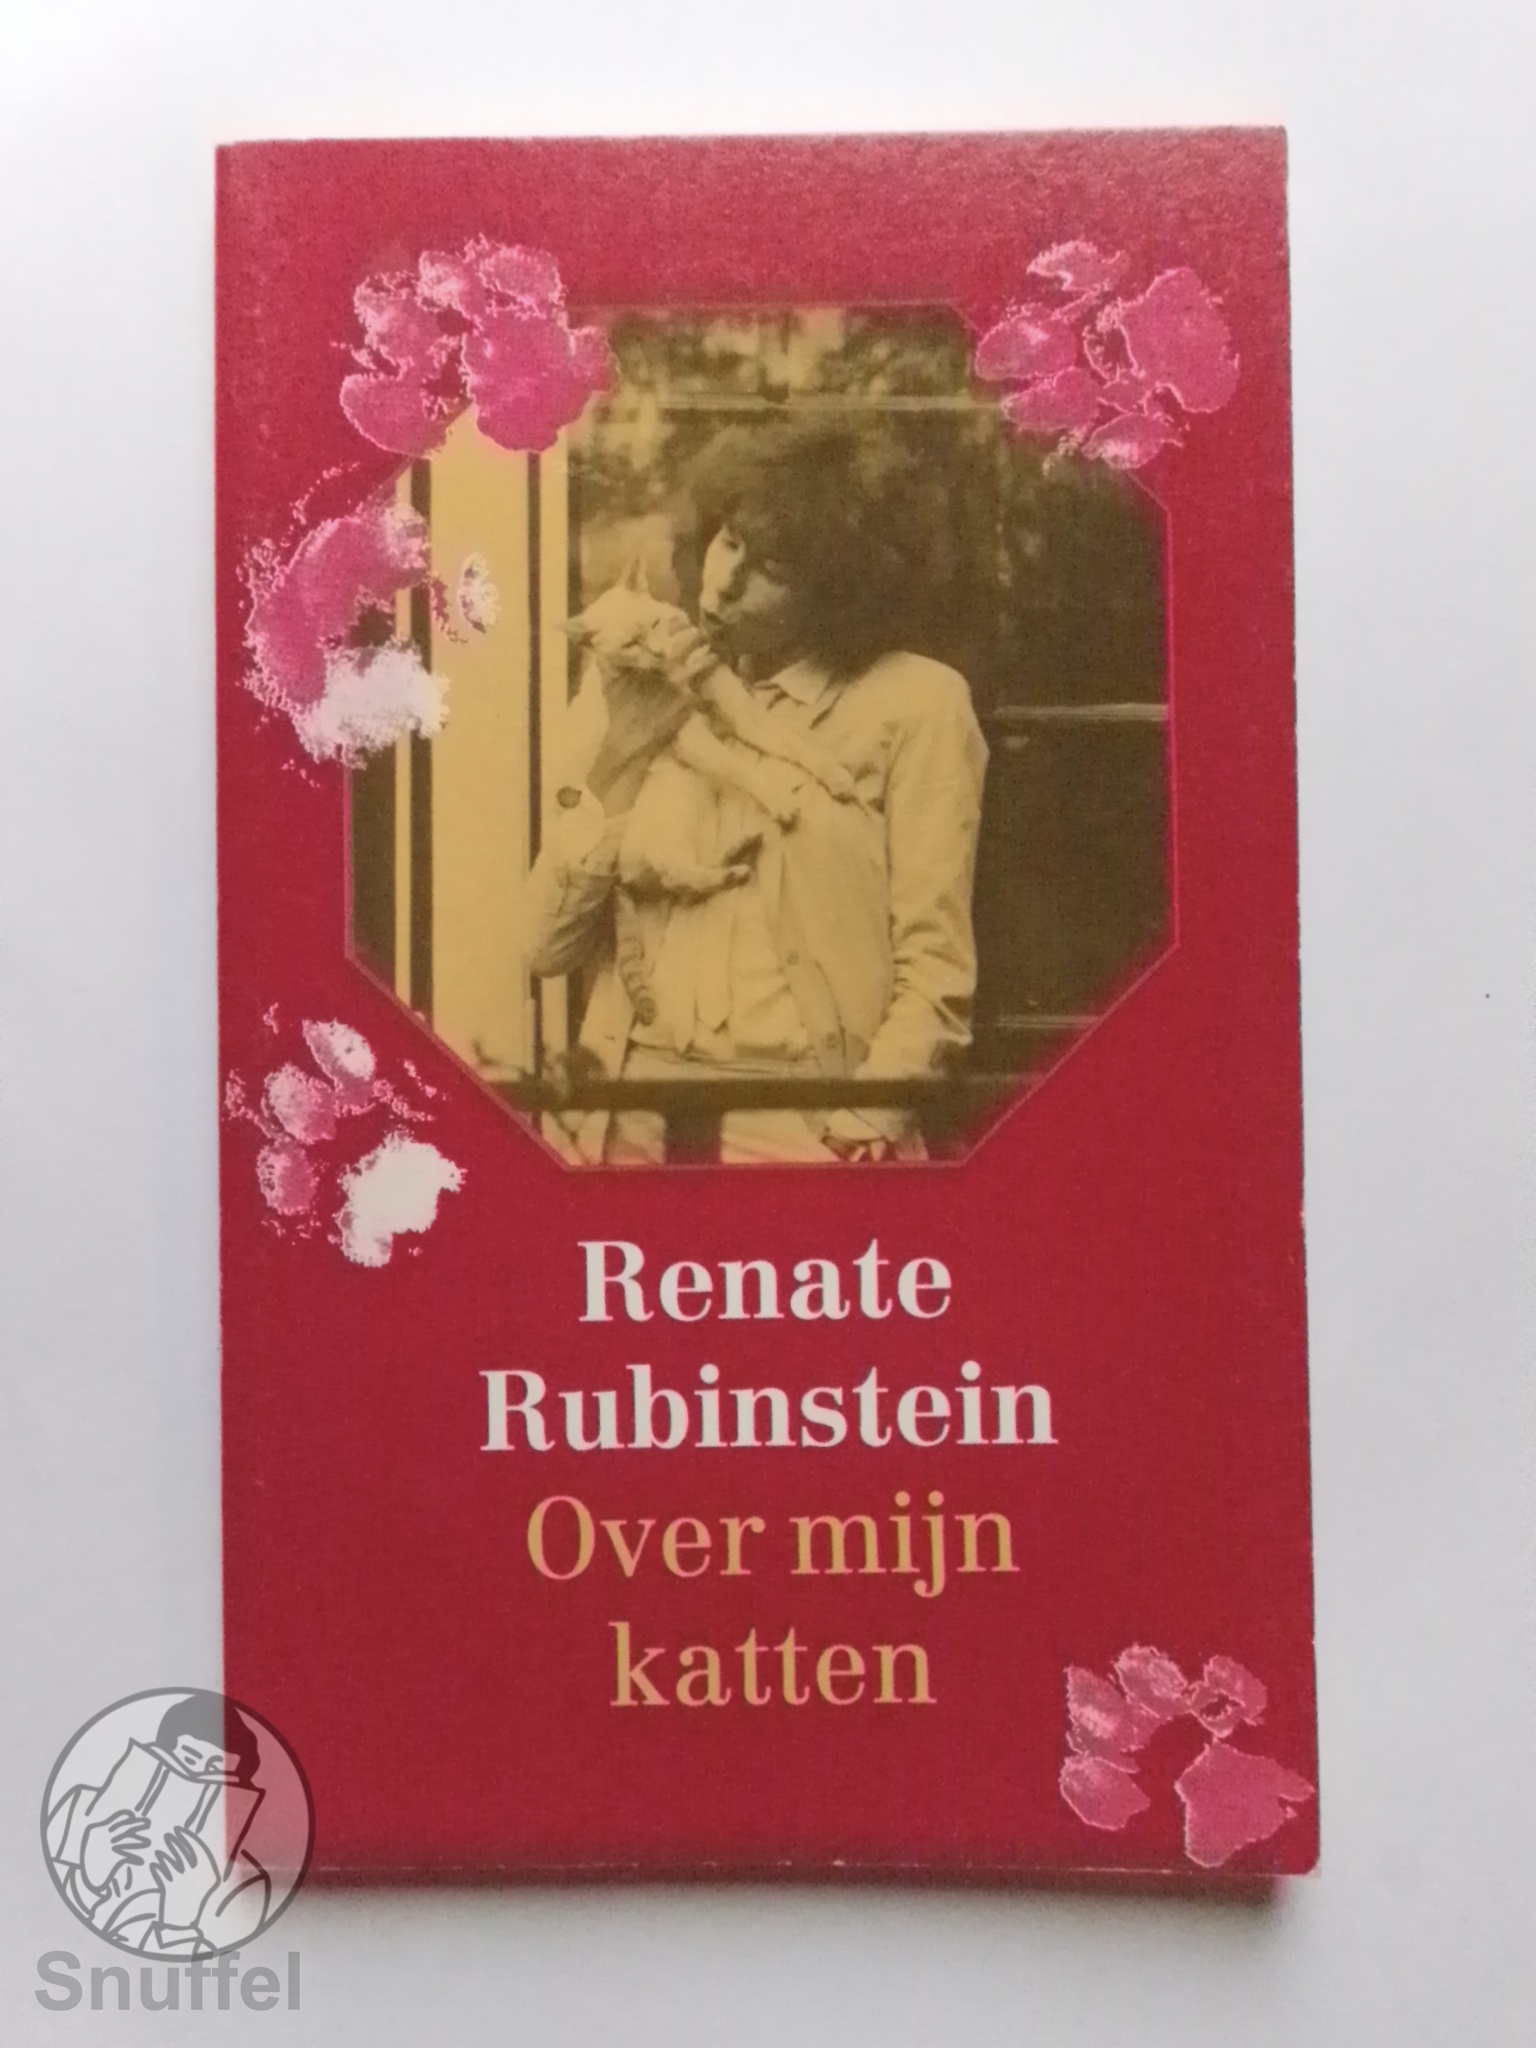 Renate
Rubinstein
Over mijn
katten
Snuffel